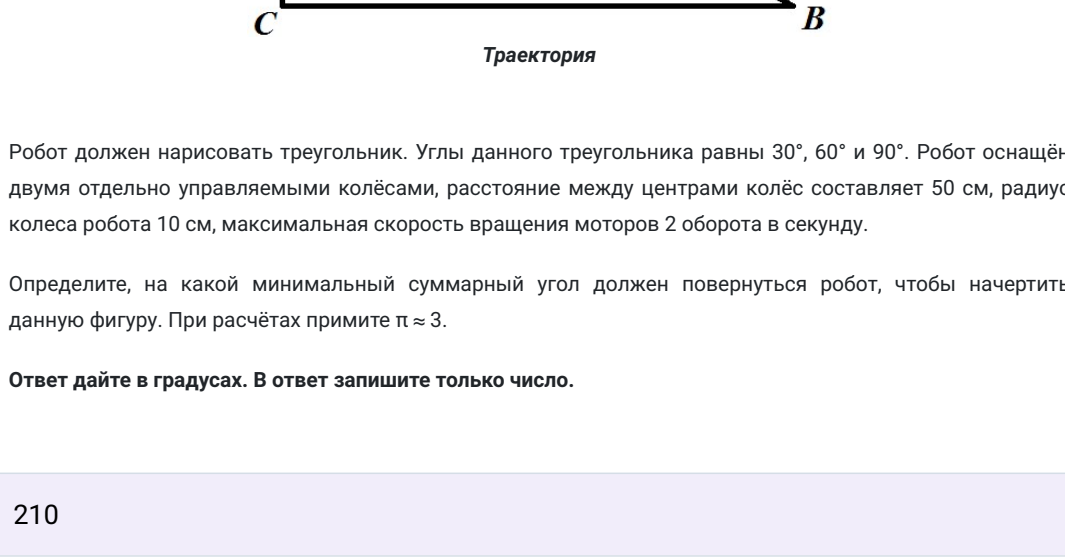 C
B
Траектория
Робот должен нарисовать треугольник. Углы данного треугольника равны 30°, 60° и 90°. Робот оснащён
двумя отдельно управляемыми колёсами, расстояние между центрами колёс составляет 50 см, радиус
колеса робота 10 см, максимальная скорость вращения моторов 2 оборота в секунду.
Определите, на какой минимальный суммарный угол должен повернуться робот, чтобы начертить
данную фигуру. При расчётах примите π ≈ 3.
Ответ дайте в градусах. В ответ запишите только число.
210